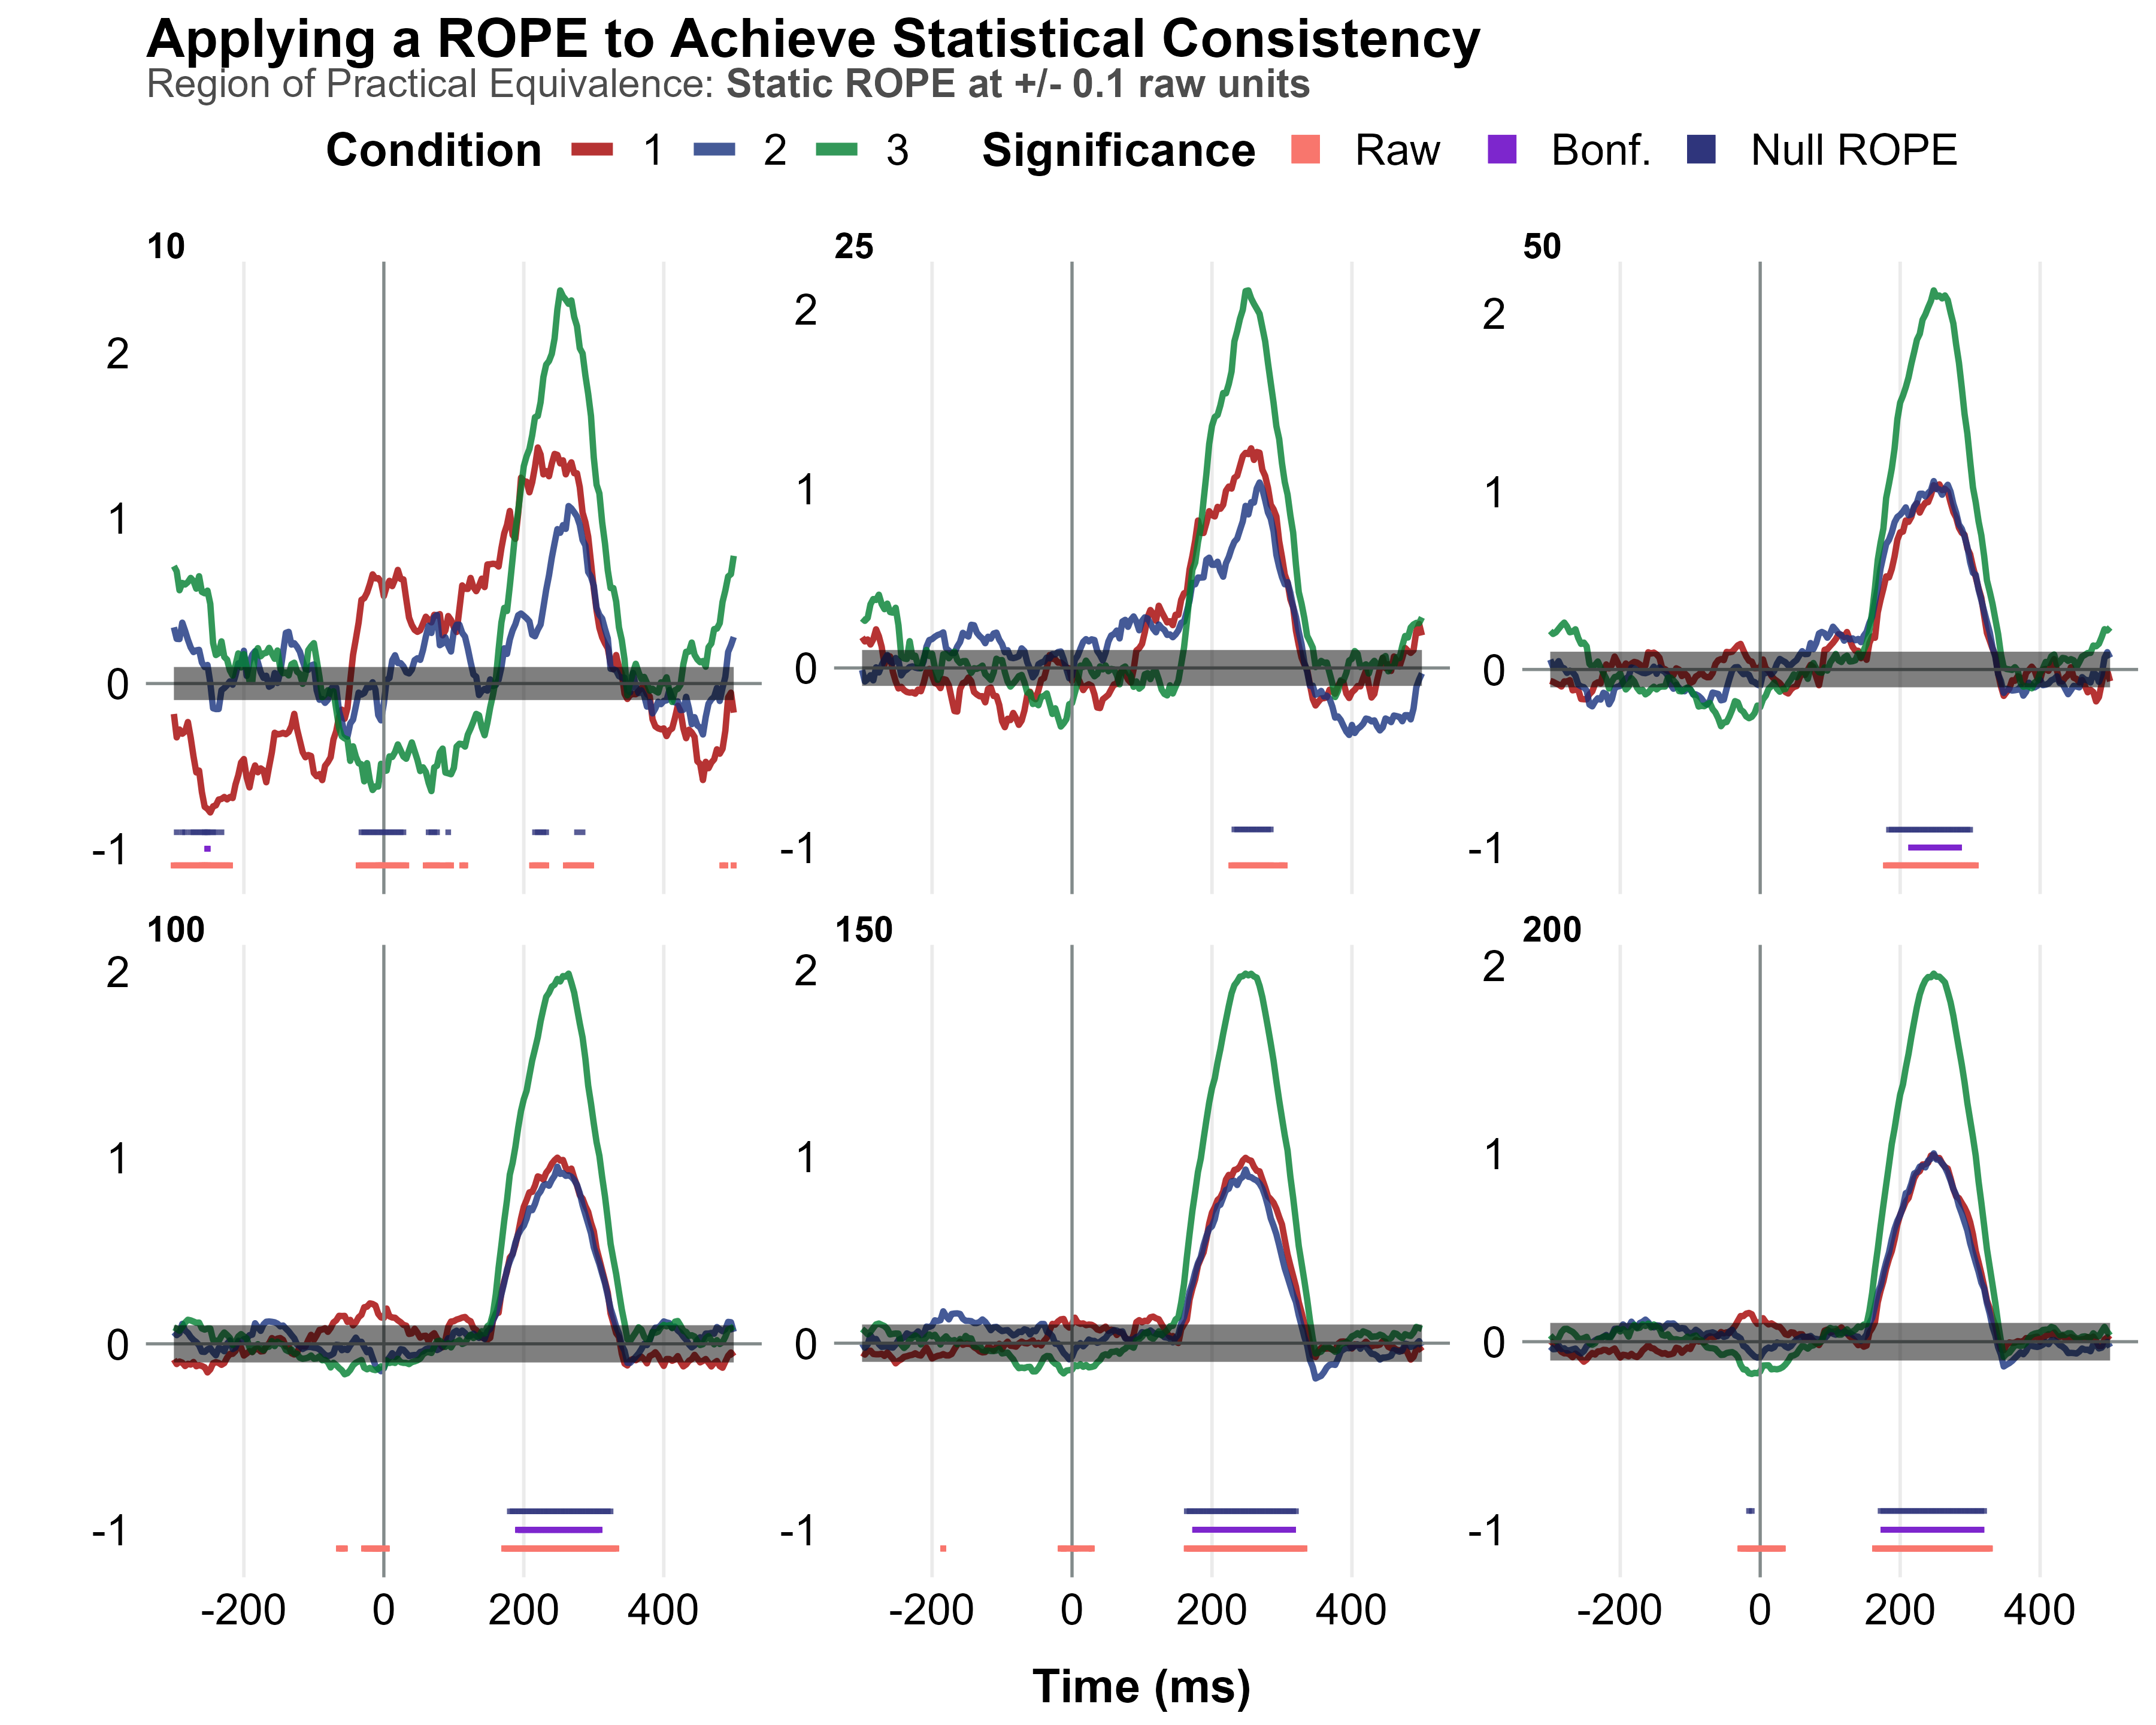 Applying a ROPE to Achieve Statistical Consistency
Region of Practical Equivalence: Static ROPE at +/- 0.1 raw units
Condition 1 2 3 Significance Raw Bonf. Null ROPE
10 25 50
2 2 2
1 1 1
0 0 0
-1 -1 -1
100 150 200
2 2 2
1 1 1
0 0 0
-1 -1 -1
-200 0 200 400 -200 0 200 400 -200 0 200 400
Time (ms)